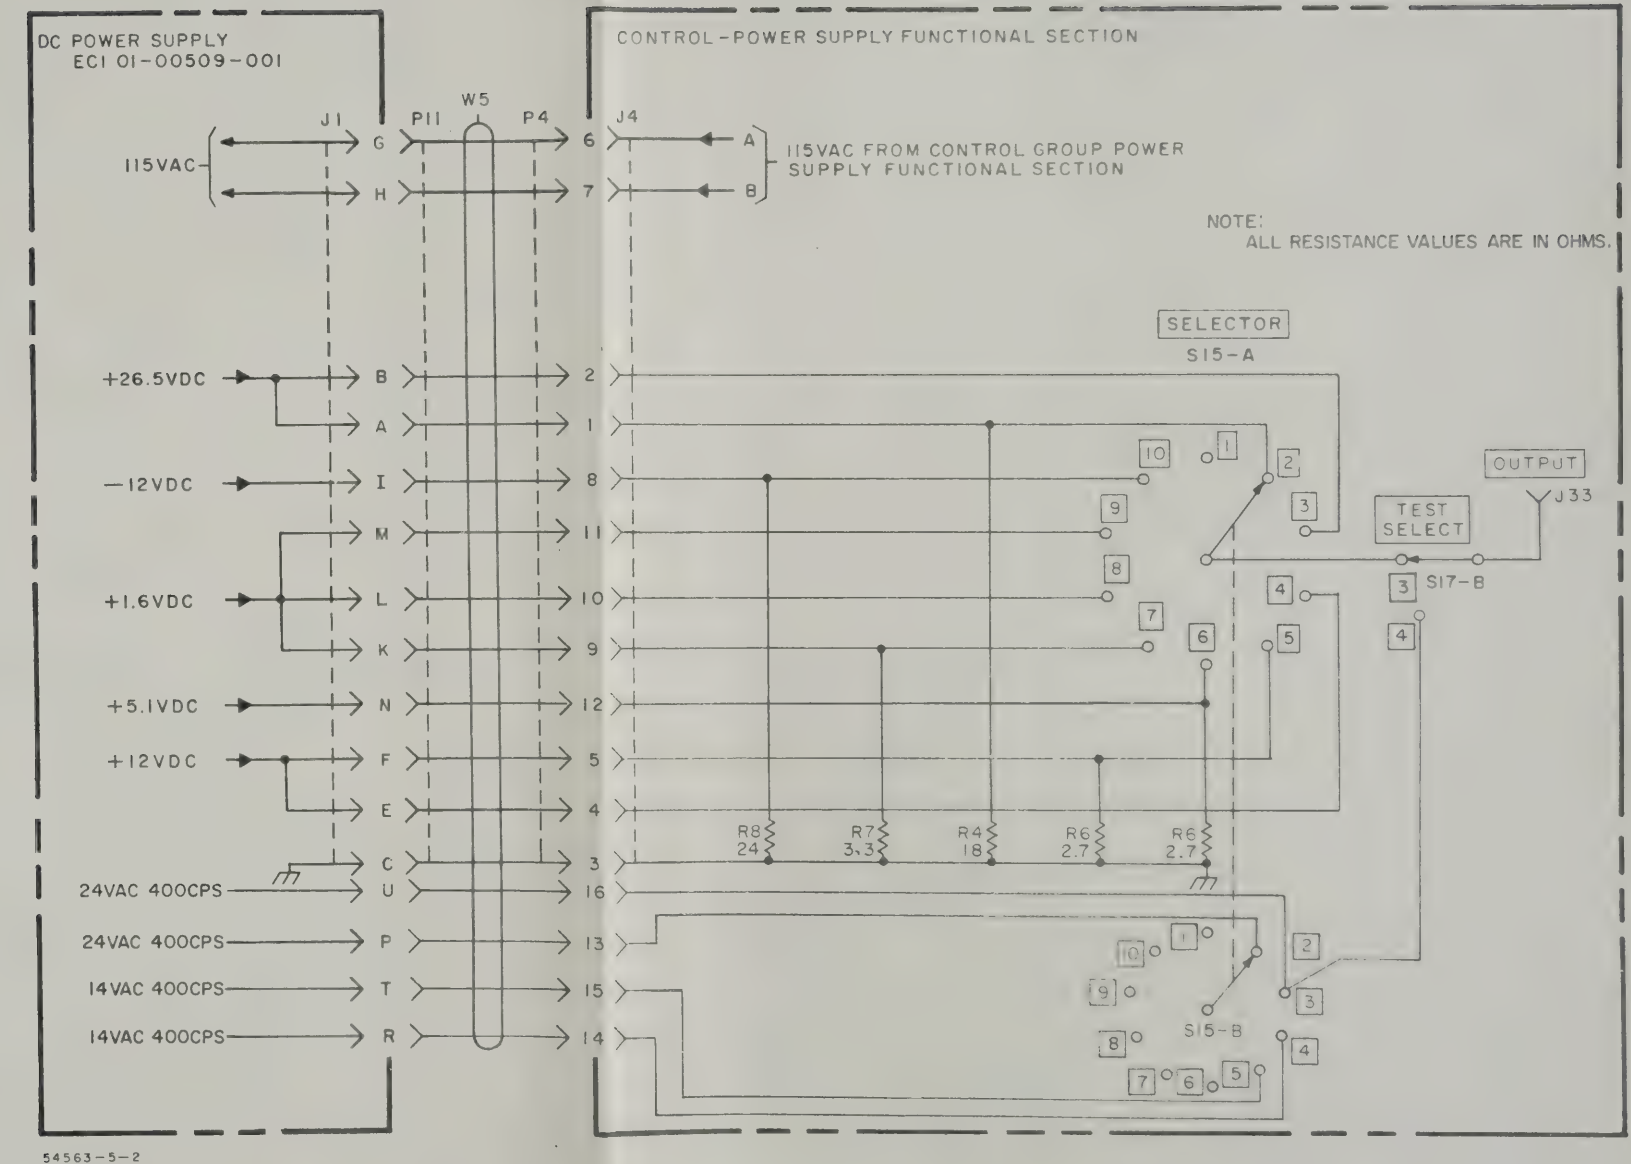 DC POWER SUPPLY
ECI 01-00509-001
CONTROL-POWER SUPPLY FUNCTIONAL SECTION
W5
J1
P11
P4
J4
115VAC
G
6
A
H
7
B
115VAC FROM CONTROL GROUP POWER
SUPPLY FUNCTIONAL SECTION
NOTE:
ALL RESISTANCE VALUES ARE IN OHMS.
SELECTOR
S15-A
+26.5VDC
B
2
A
1
-12VDC
I
8
M
11
+1.6VDC
L
10
K
9
+5.1VDC
N
12
+12VDC
F
5
E
4
C
3
24VAC 400CPS
U
16
24VAC 400CPS
P
13
14VAC 400CPS
T
15
14VAC 400CPS
R
14
1
2
3
4
5
6
7
8
9
10
TEST
SELECT
3
S17-B
4
OUTPUT
J33
R8
24
R7
3.3
R4
18
R6
2.7
R6
2.7
1
2
3
4
5
6
7
8
9
10
S15-B
54563-5-2